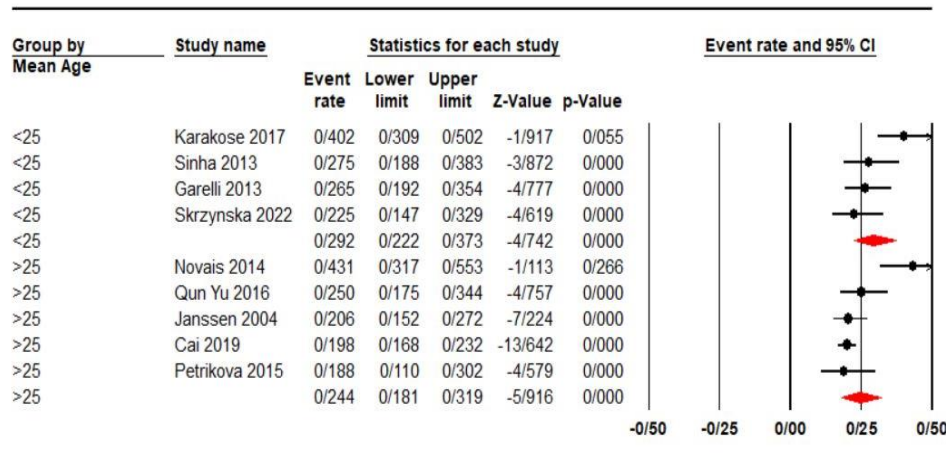 Group by Study name Statistics for each study Event rate and 95% CI
Mean Age
Event Lower Upper
rate limit limit Z-Value p-Value
<25 Karakose 2017 0/402 0/309 0/502 -1/917 0/055
<25 Sinha 2013 0/275 0/188 0/383 -3/872 0/000
<25 Garelli 2013 0/265 0/192 0/354 -4/777 0/000
<25 Skrzynska 2022 0/225 0/147 0/329 -4/619 0/000
<25 0/292 0/222 0/373 -4/742 0/000
>25 Novais 2014 0/431 0/317 0/553 -1/113 0/266
>25 Qun Yu 2016 0/250 0/175 0/344 -4/757 0/000
>25 Janssen 2004 0/206 0/152 0/272 -7/224 0/000
>25 Cai 2019 0/198 0/168 0/232 -13/642 0/000
>25 Petrikova 2015 0/188 0/110 0/302 -4/579 0/000
>25 0/244 0/181 0/319 -5/916 0/000
-0/50 -0/25 0/00 0/25 0/50